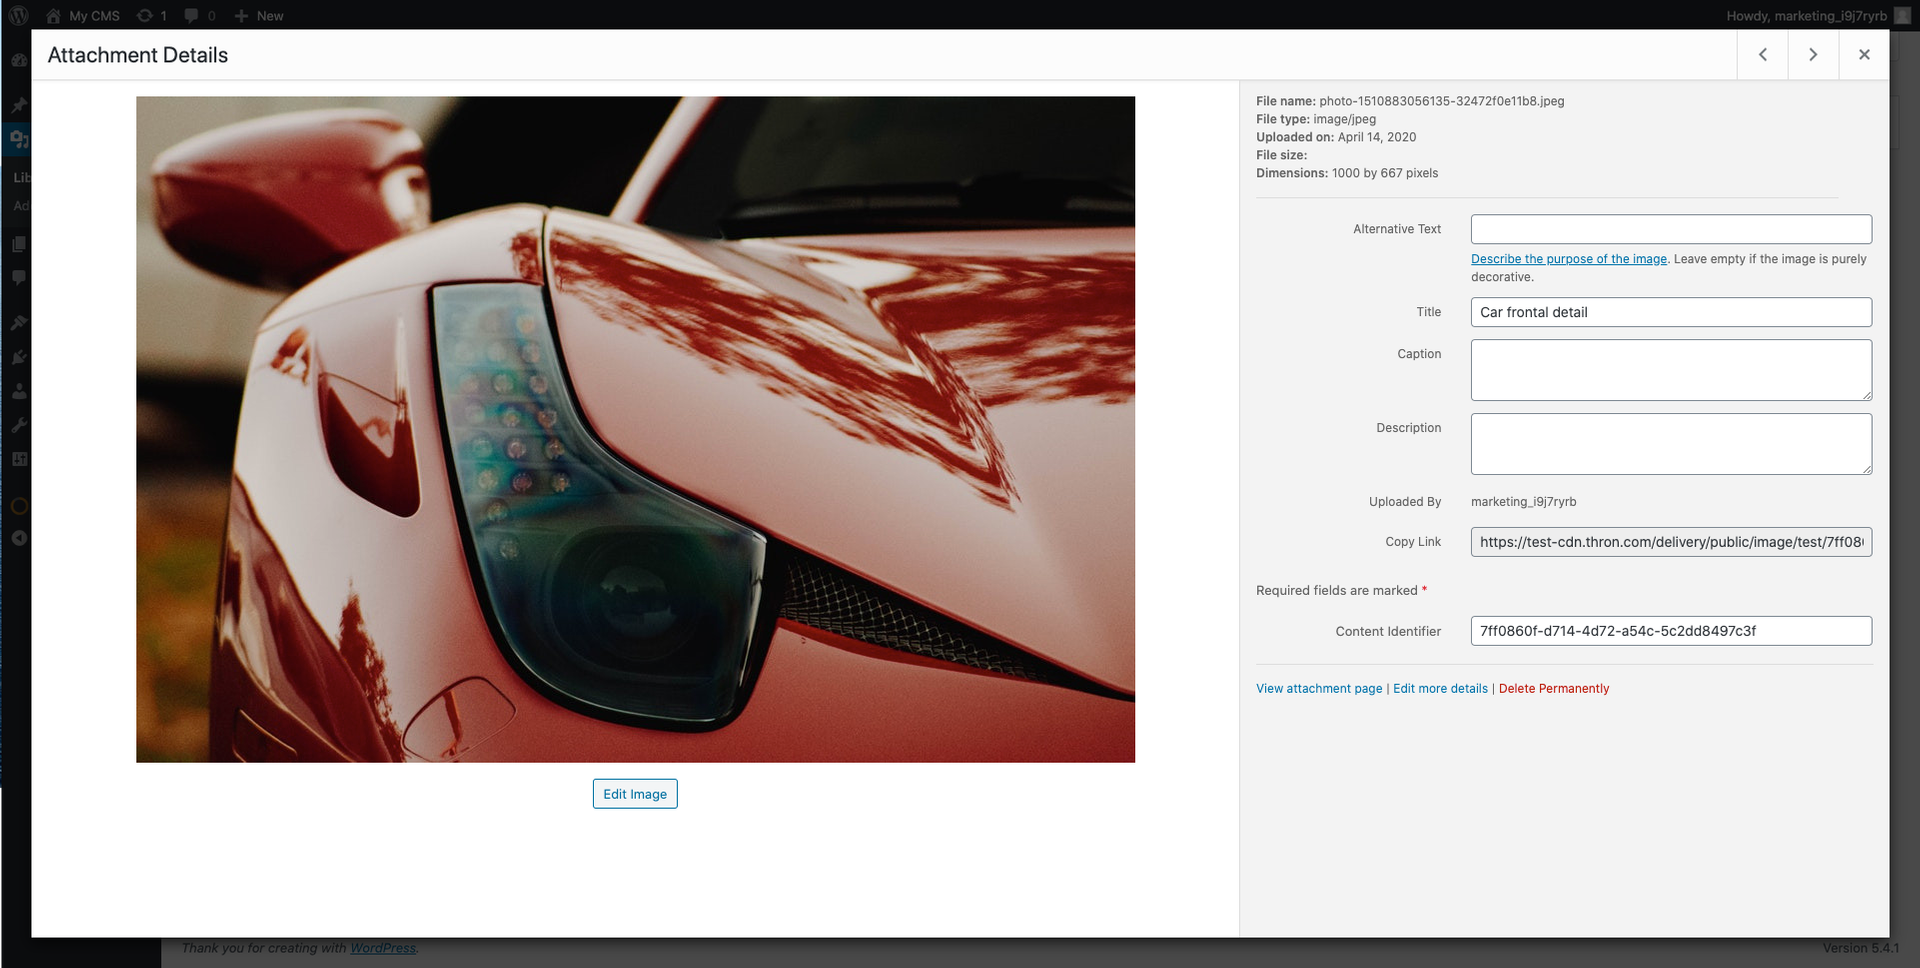 My CMS 1 0 New
Howdy, marketing_i9j7ryrb
Attachment Details
File name: photo-1510883056135-32472f0e11b8.jpeg
File type: image/jpeg
Uploaded on: April 14, 2020
File size:
Dimensions: 1000 by 667 pixels
Alternative Text
Describe the purpose of the image. Leave empty if the image is purely
decorative.
Title Car frontal detail
Caption
Description
Uploaded By marketing_i9j7ryrb
Copy Link https://test-cdn.thron.com/delivery/public/image/test/7ff08
Required fields are marked *
Content Identifier 7ff0860f-d714-4d72-a54c-5c2dd8497c3f
View attachment page | Edit more details | Delete Permanently
Edit Image
Lib
Ad
Thank you for creating with WordPress.
Version 5.4.1